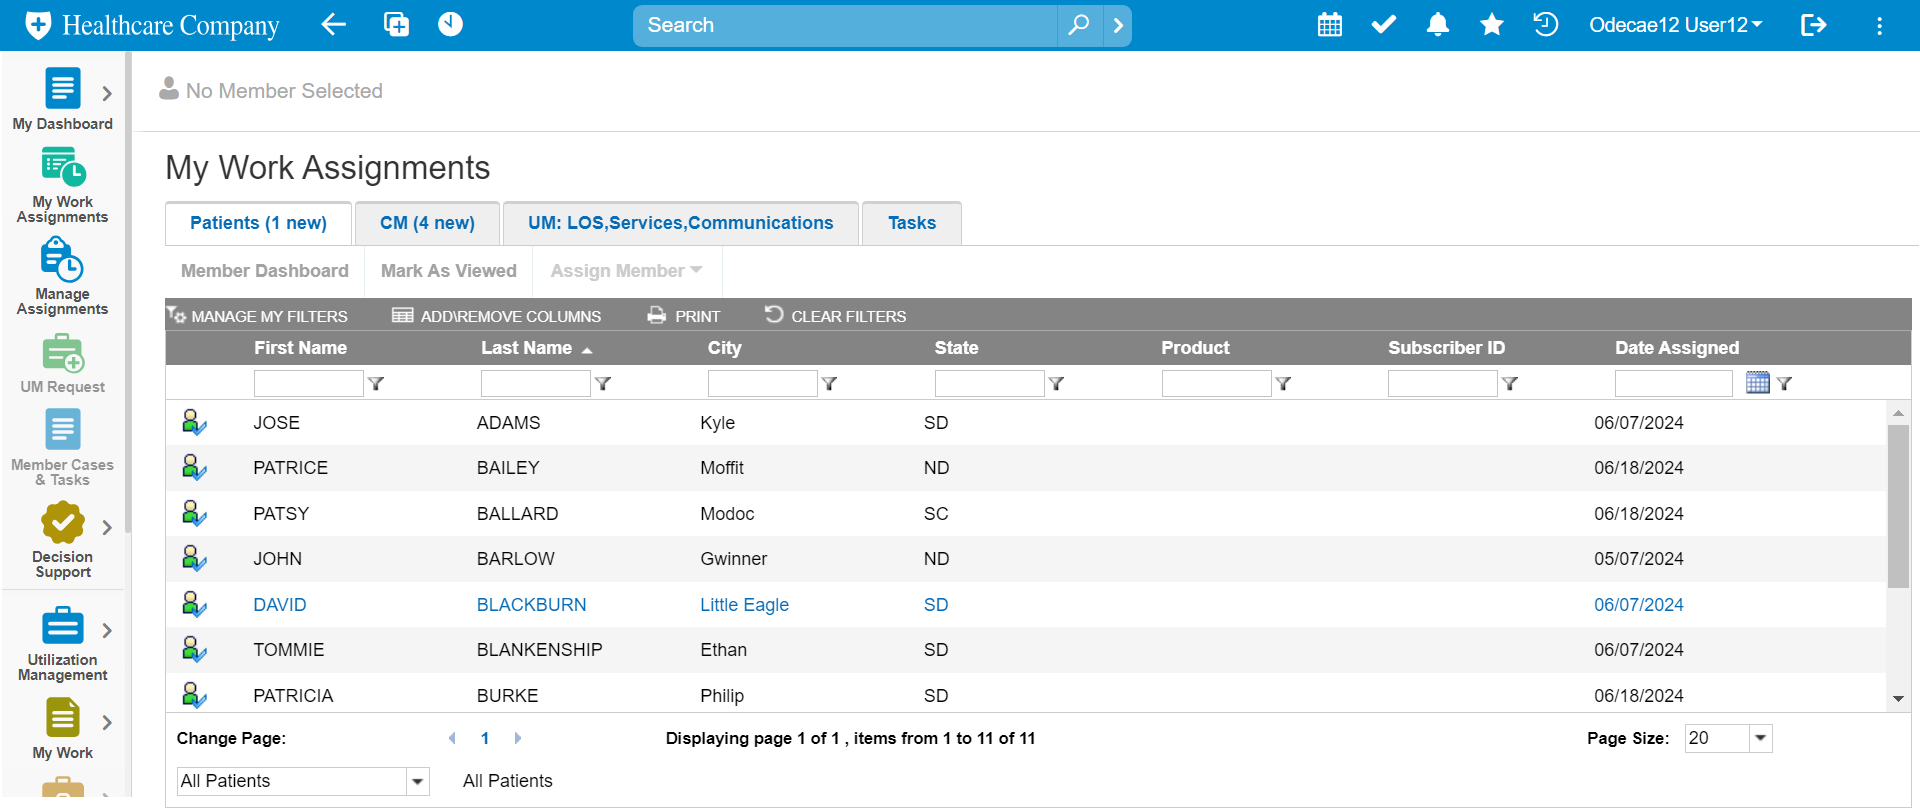 Healthcare Company
Search
Odecae12 User12
My Dashboard
My Work
Assignments
Manage
Assignments
UM Request
Member Cases
& Tasks
Decision
Support
Utilization
Management
My Work
No Member Selected
My Work Assignments
Patients (1 new) CM (4 new) UM: LOS,Services,Communications Tasks
Member Dashboard Mark As Viewed Assign Member
MANAGE MY FILTERS ADD\REMOVE COLUMNS PRINT CLEAR FILTERS
First Name Last Name City State Product Subscriber ID Date Assigned
JOSE ADAMS Kyle SD 06/07/2024
PATRICE BAILEY Moffit ND 06/18/2024
PATSY BALLARD Modoc SC 06/18/2024
JOHN BARLOW Gwinner ND 05/07/2024
DAVID BLACKBURN Little Eagle SD 06/07/2024
TOMMIE BLANKENSHIP Ethan SD 06/07/2024
PATRICIA BURKE Philip SD 06/18/2024
Change Page: 1 Displaying page 1 of 1 , items from 1 to 11 of 11 Page Size: 20
All Patients All Patients